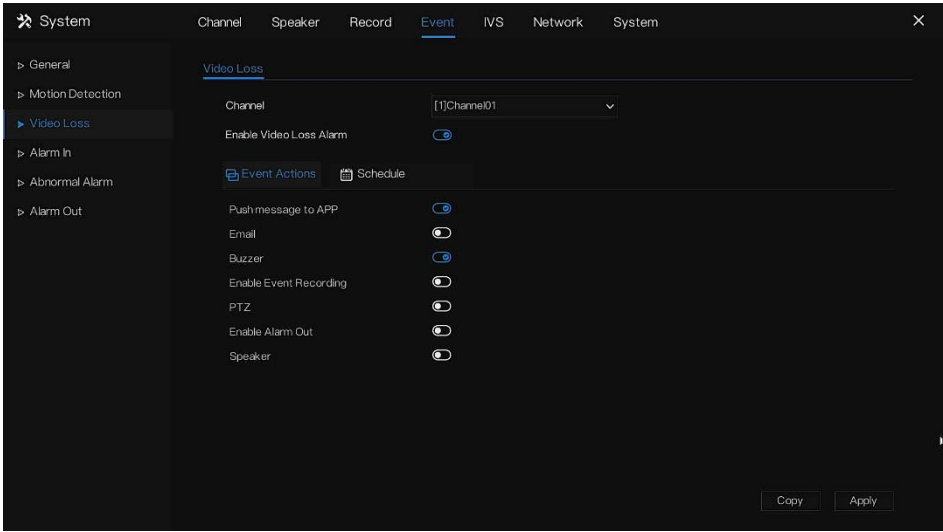 System Channel Speaker Record Event IVS Network System
General
Motion Detection
Video Loss
Alarm In
Abnormal Alarm
Alarm Out
Video Loss
Channel [1]Channel01
Enable Video Loss Alarm
Event Actions Schedule
Push message to APP
Email
Buzzer
Enable Event Recording
PTZ
Enable Alarm Out
Speaker
Copy Apply